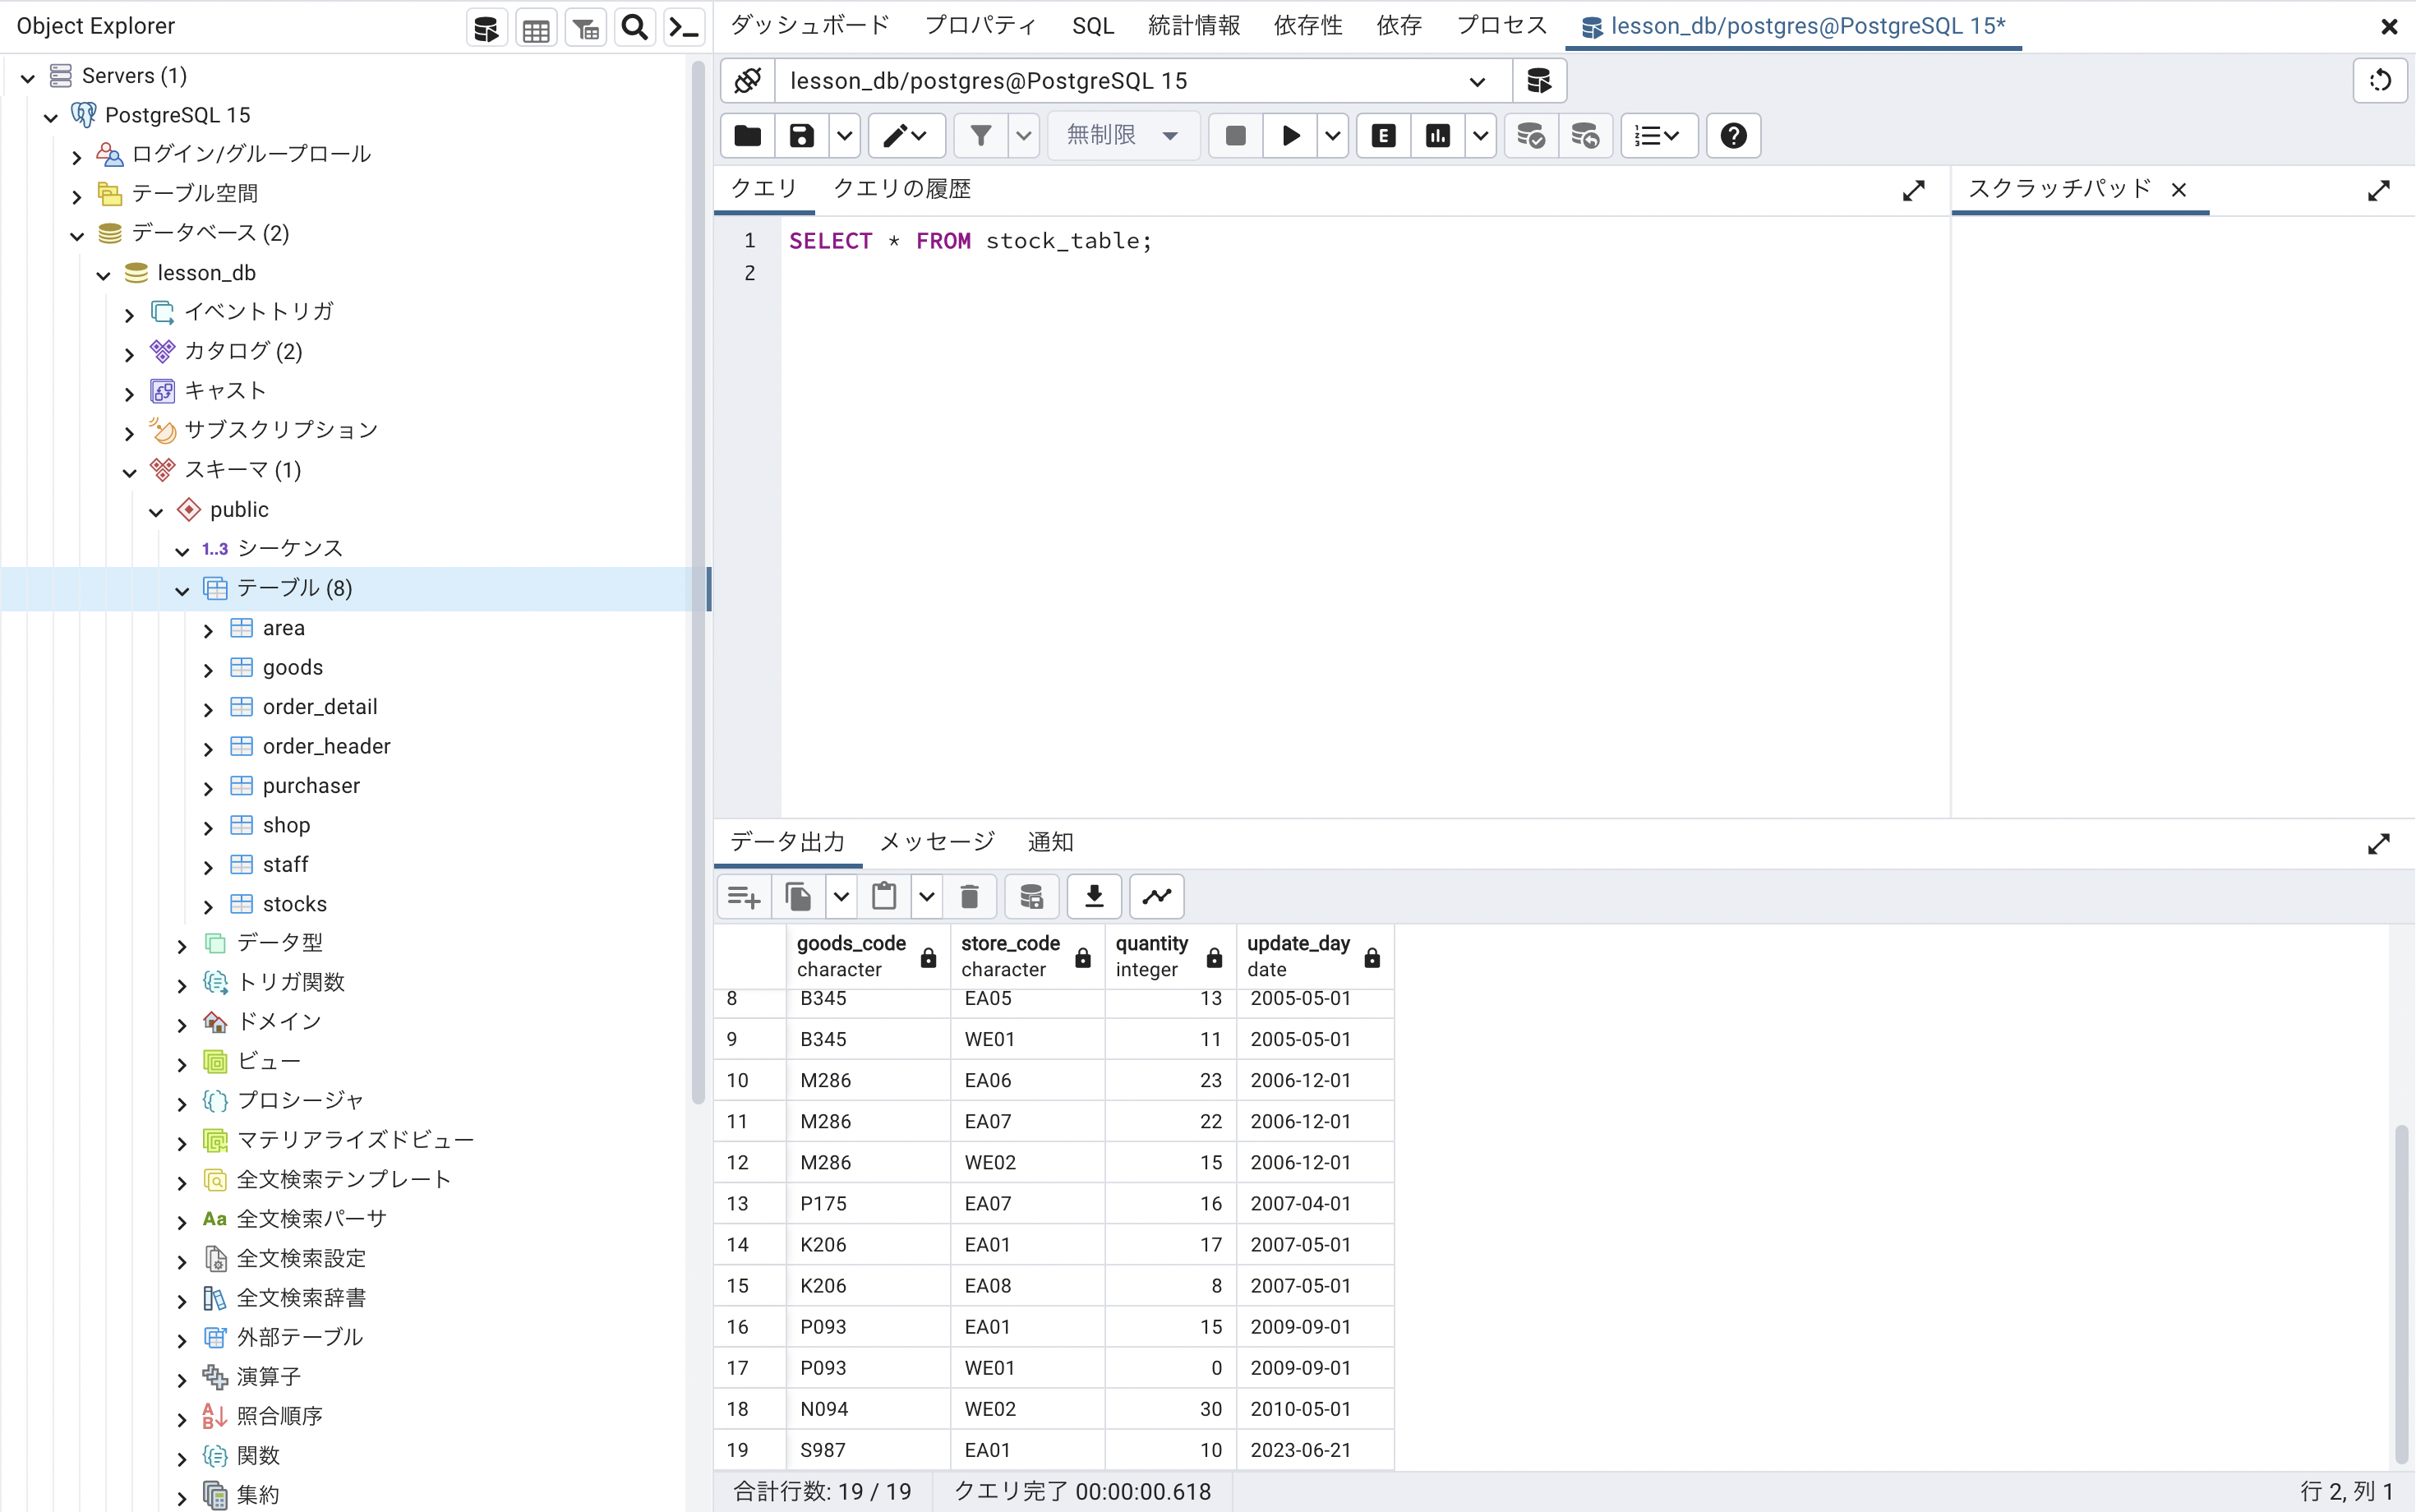 Object Explorer
Servers (1)
PostgreSQL 15
ログイン/グループロール
テーブル空間
データベース (2)
lesson_db
イベントトリガ
カタログ (2)
キャスト
サブスクリプション
スキーマ (1)
public
1..3 シーケンス
テーブル (8)
area
goods
order_detail
order_header
purchaser
shop
staff
stocks
データ型
トリガ関数
ドメイン
ビュー
プロシージャ
マテリアライズドビュー
全文検索テンプレート
Aa 全文検索パーサ
全文検索設定
全文検索辞書
外部テーブル
演算子
照合順序
関数
集約
ダッシュボード プロパティ SQL 統計情報 依存性 依存 プロセス lesson_db/postgres@PostgreSQL 15*
lesson_db/postgres@PostgreSQL 15
無制限 E
クエリ クエリの履歴 スクラッチパッド
1 SELECT * FROM stock_table;
2
データ出力 メッセージ 通知
goods_code store_code quantity update_day
character character integer date
8 B345 EA05 13 2005-05-01
9 B345 WE01 11 2005-05-01
10 M286 EA06 23 2006-12-01
11 M286 EA07 22 2006-12-01
12 M286 WE02 15 2006-12-01
13 P175 EA07 16 2007-04-01
14 K206 EA01 17 2007-05-01
15 K206 EA08 8 2007-05-01
16 P093 EA01 15 2009-09-01
17 P093 WE01 0 2009-09-01
18 N094 WE02 30 2010-05-01
19 S987 EA01 10 2023-06-21
合計行数: 19 / 19 クエリ完了 00:00:00.618 行 2, 列 1